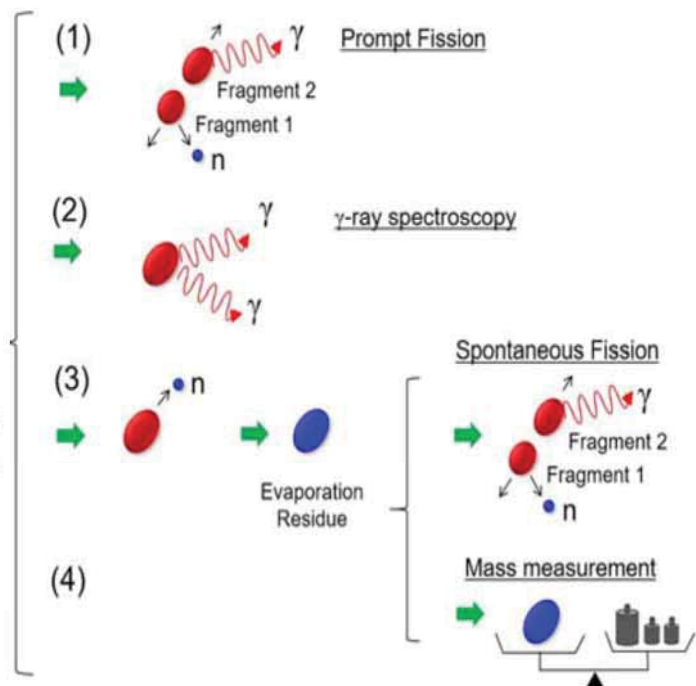 (1)
Prompt Fission
γ
Fragment 2
Fragment 1
n
(2)
γ-ray spectroscopy
γ
γ
Spontaneous Fission
(3)
n
γ
Fragment 2
Fragment 1
n
Evaporation
Residue
(4)
Mass measurement